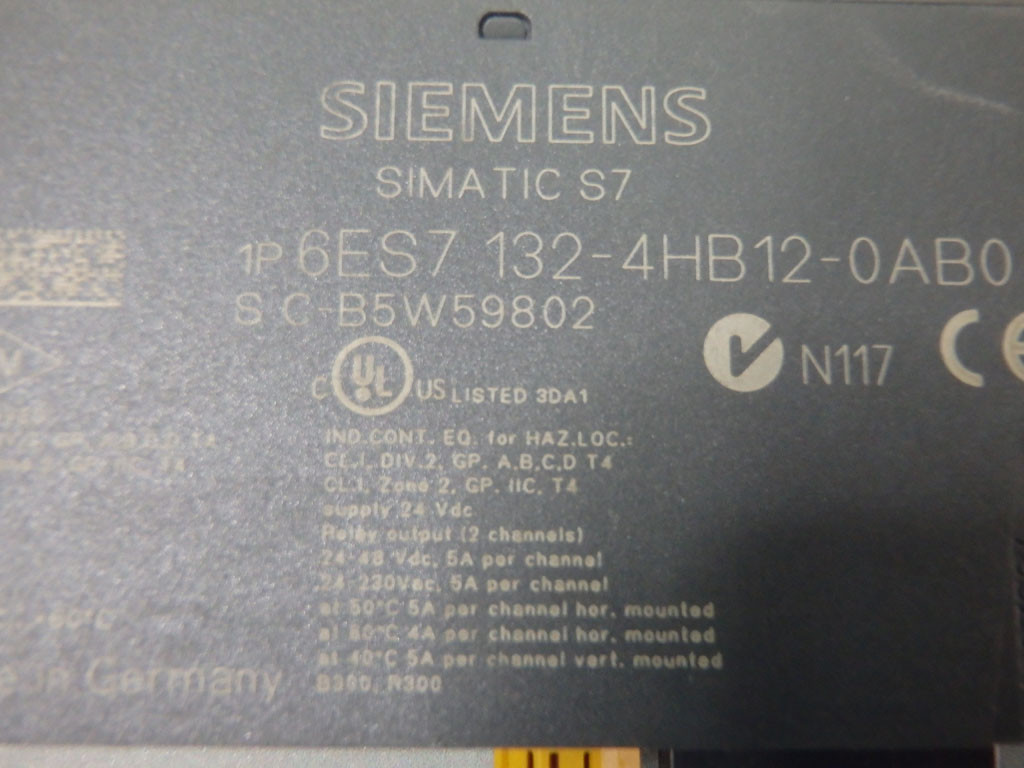 SIEMENS
SIMATIC S7
1P 6ES7 132-4HB12-0AB0
S C-B5W59802
N117
C UL US LISTED 3DA1
IND.CONT. EQ. for HAZ.LOC.:
CL.I, DIV.2, GP. A,B,C,D T4
CL.I, Zone 2, GP. IIC, T4
supply 24 Vdc
Relay output (2 channels)
24-48 Vdc, 5A per channel
24-230Vac, 5A per channel
at 50°C 5A per channel hor. mounted
at 60°C 4A per channel hor. mounted
at 40°C 5A per channel vert. mounted
in Germany
B300, R300